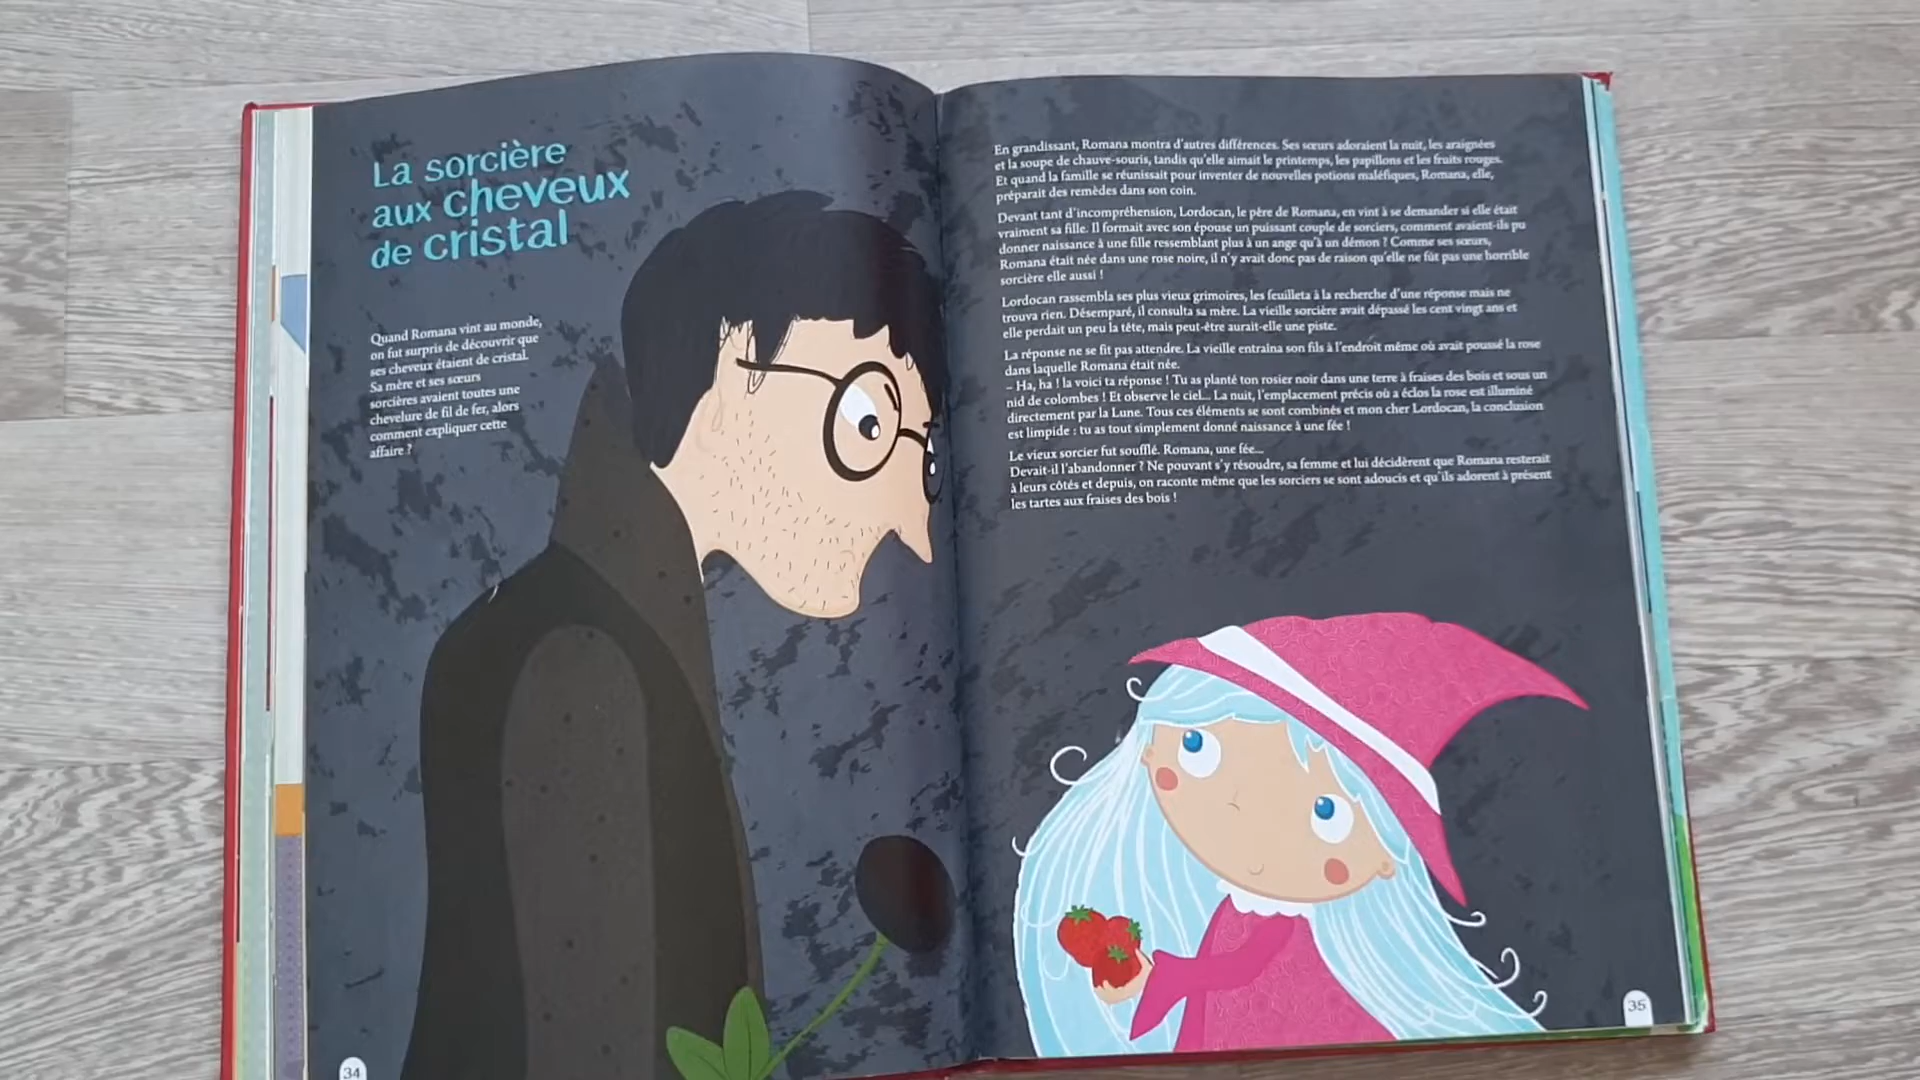 La sorcière
aux cheveux
de cristal
Quand Romana vint au monde,
on fut surpris de découvrir que
ses cheveux étaient de cristal.
Sa mère et ses sœurs
sorcières avaient toutes une
chevelure de fil de fer, alors
comment expliquer cette
affaire ?
34
En grandissant, Romana montra d'autres différences. Ses sœurs adoraient la nuit, les araignées
et la soupe de chauve-souris, tandis qu'elle aimait le printemps, les papillons et les fruits rouges.
Et quand la famille se réunissait pour inventer de nouvelles potions maléfiques, Romana, elle,
préparait des remèdes dans son coin.
Devant tant d'incompréhension, Lordocan, le père de Romana, en vint à se demander si elle était
vraiment sa fille. Il formait avec son épouse un puissant couple de sorciers, comment avaient-ils pu
donner naissance à une fille ressemblant plus à un ange qu'à un démon ? Comme ses sœurs,
Romana était née dans une rose noire, il n'y avait donc pas de raison qu'elle ne fût pas une horrible
sorcière elle aussi !
Lordocan rassembla ses plus vieux grimoires, les feuilleta à la recherche d'une réponse mais ne
trouva rien. Désemparé, il consulta sa mère. La vieille sorcière avait dépassé les cent vingt ans et
elle perdait un peu la tête, mais peut-être aurait-elle une piste.
La réponse ne se fit pas attendre. La vieille entraîna son fils à l'endroit même où avait poussé la rose
dans laquelle Romana était née.
– Ha, ha ! la voici ta réponse ! Tu as planté ton rosier noir dans une terre à fraises des bois et sous un
nid de colombes ! Et observe le ciel... La nuit, l'emplacement précis où a éclos la rose est illuminé
directement par la Lune. Tous ces éléments se sont combinés et mon cher Lordocan, la conclusion
est limpide : tu as tout simplement donné naissance à une fée !
Le vieux sorcier fut soufflé. Romana, une fée...
Devait-il l'abandonner ? Ne pouvant s'y résoudre, sa femme et lui décidèrent que Romana resterait
à leurs côtés et depuis, on raconte même que les sorciers se sont adoucis et qu'ils adorent à présent
les tartes aux fraises des bois !
35